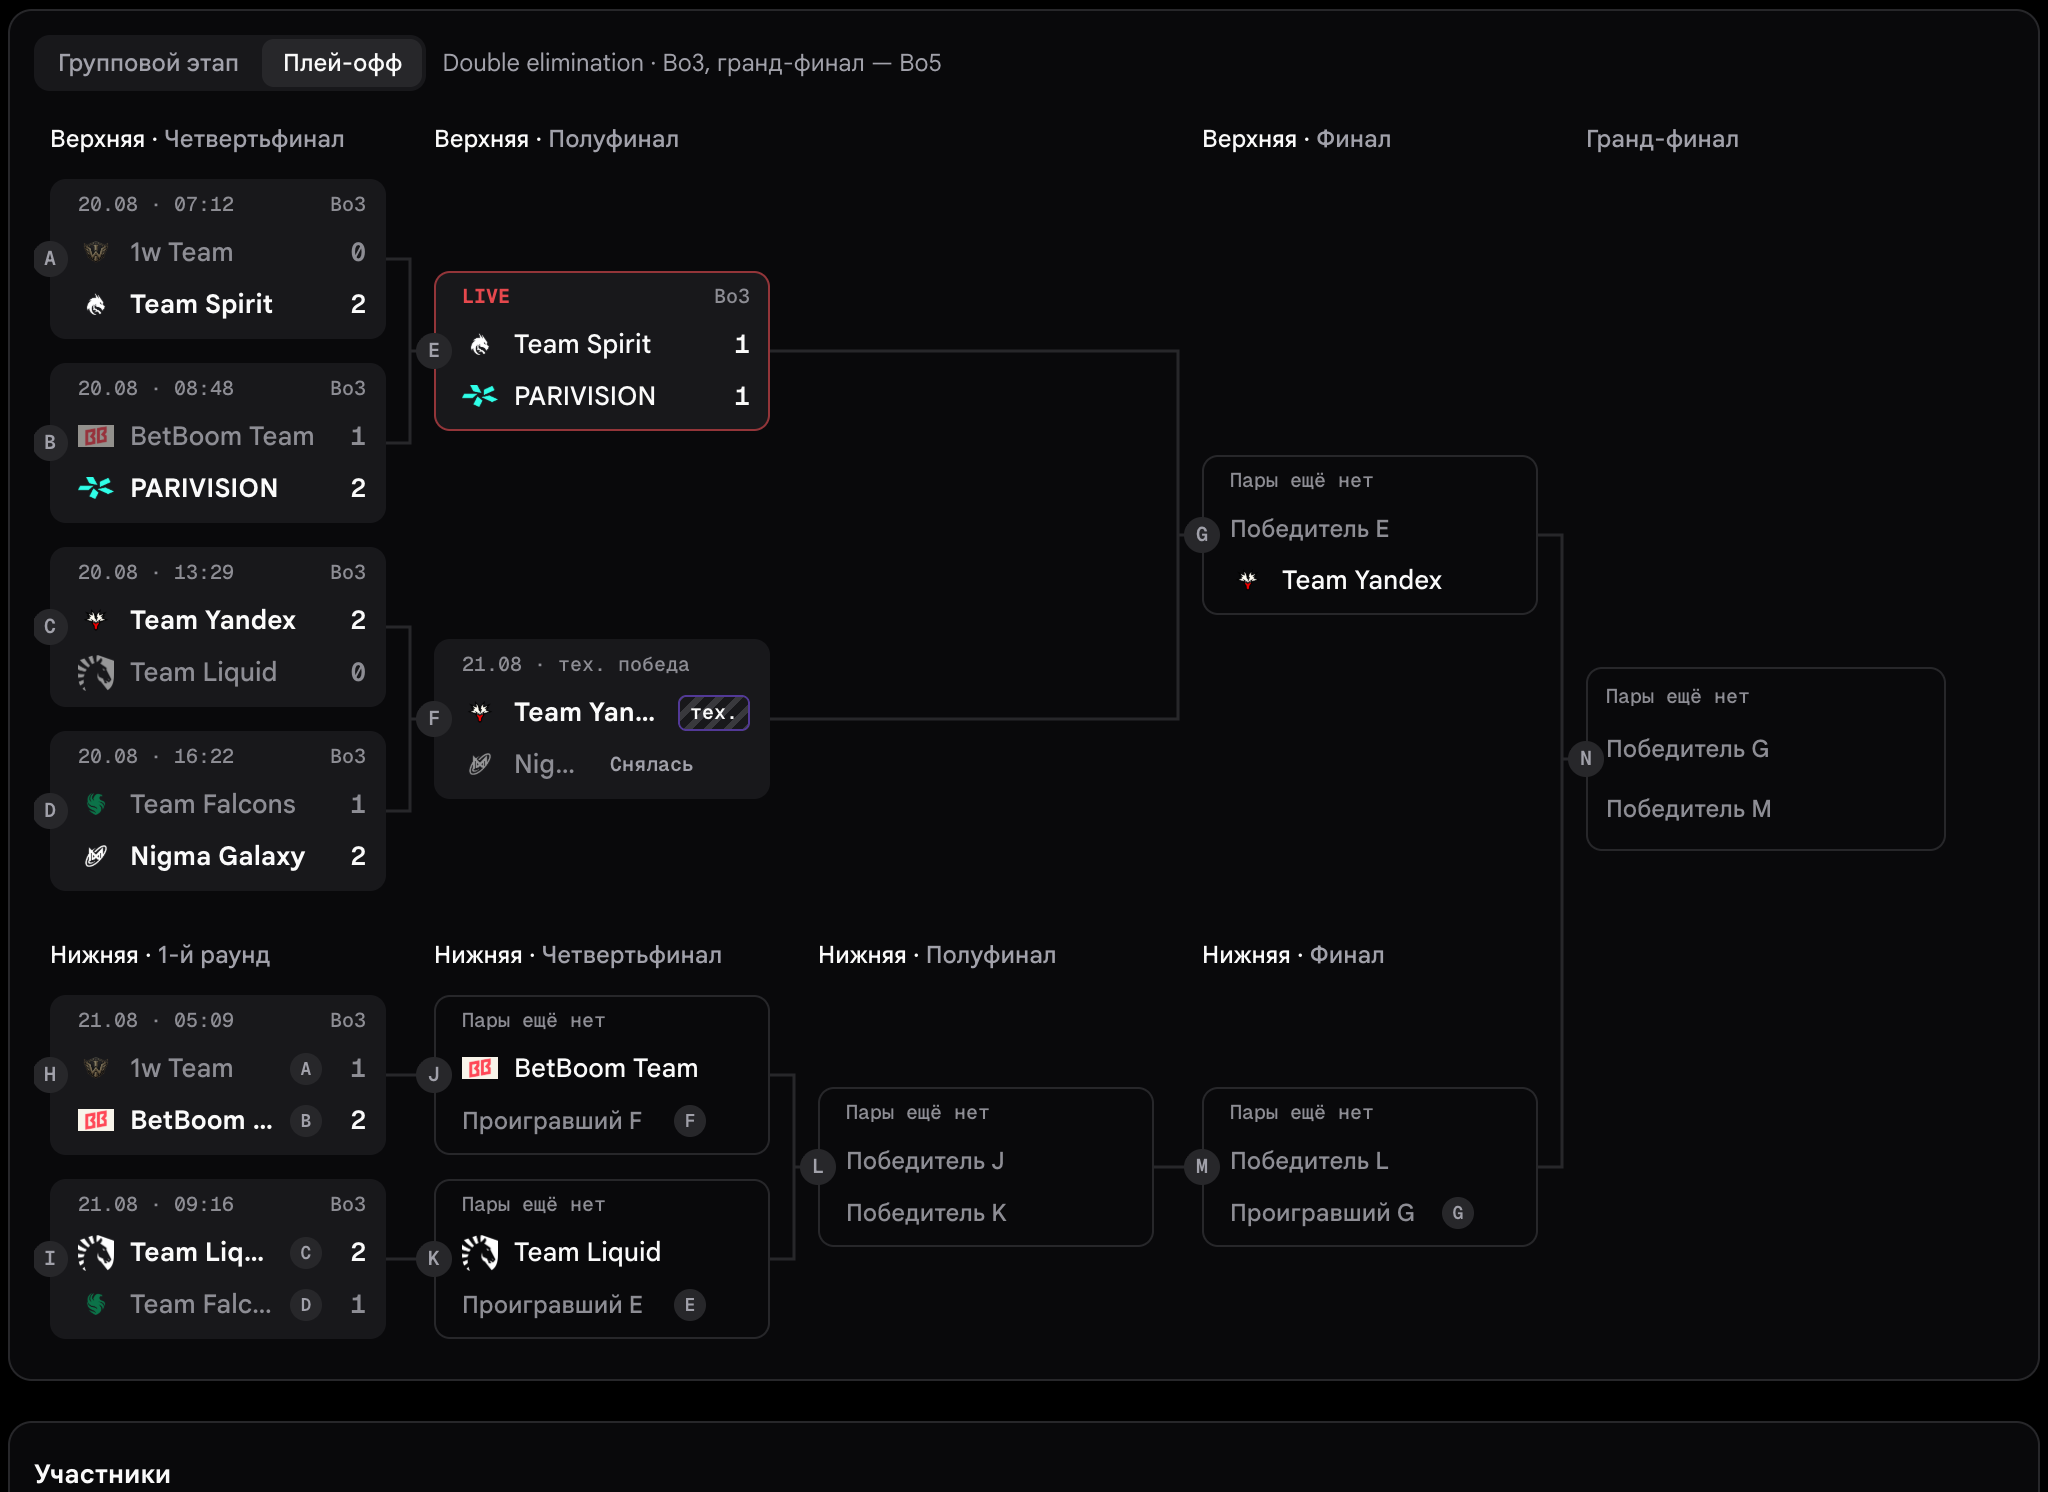 Групповой этап Плей-офф Double elimination · Bo3, гранд-финал — Bo5
Верхняя · Четвертьфинал
Верхняя · Полуфинал
Верхняя · Финал
Гранд-финал
20.08 · 07:12 Bo3
A
1w Team 0
Team Spirit 2
20.08 · 08:48 Bo3
B
BB BetBoom Team 1
PARIVISION 2
20.08 · 13:29 Bo3
C
Team Yandex 2
Team Liquid 0
20.08 · 16:22 Bo3
D
Team Falcons 1
Nigma Galaxy 2
LIVE Bo3
E
Team Spirit 1
PARIVISION 1
21.08 · тех. победа
F
Team Yan... тех.
Nig... Снялась
Пары ещё нет
G
Победитель E
Team Yandex
Пары ещё нет
N
Победитель G
Победитель M
Нижняя · 1-й раунд
Нижняя · Четвертьфинал
Нижняя · Полуфинал
Нижняя · Финал
21.08 · 05:09 Bo3
H
1w Team A 1
BB BetBoom ... B 2
21.08 · 09:16 Bo3
I
Team Liq... C 2
Team Falc... D 1
Пары ещё нет
J
BB BetBoom Team
Проигравший F F
Пары ещё нет
K
Team Liquid
Проигравший E E
Пары ещё нет
L
Победитель J
Победитель K
Пары ещё нет
M
Победитель L
Проигравший G G
Участники